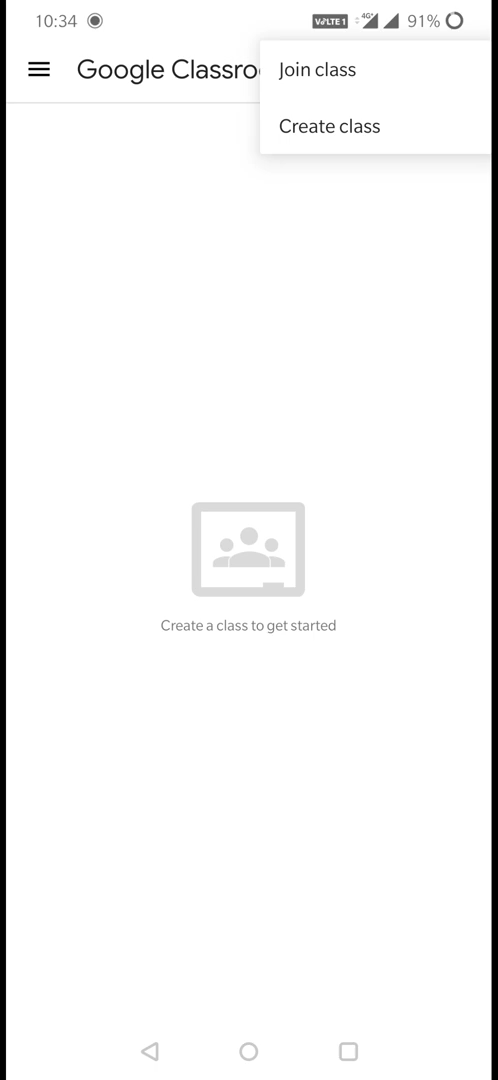 10:34
VoLTE 1 4G+ 91%
Google Classro
Join class
Create class
Create a class to get started